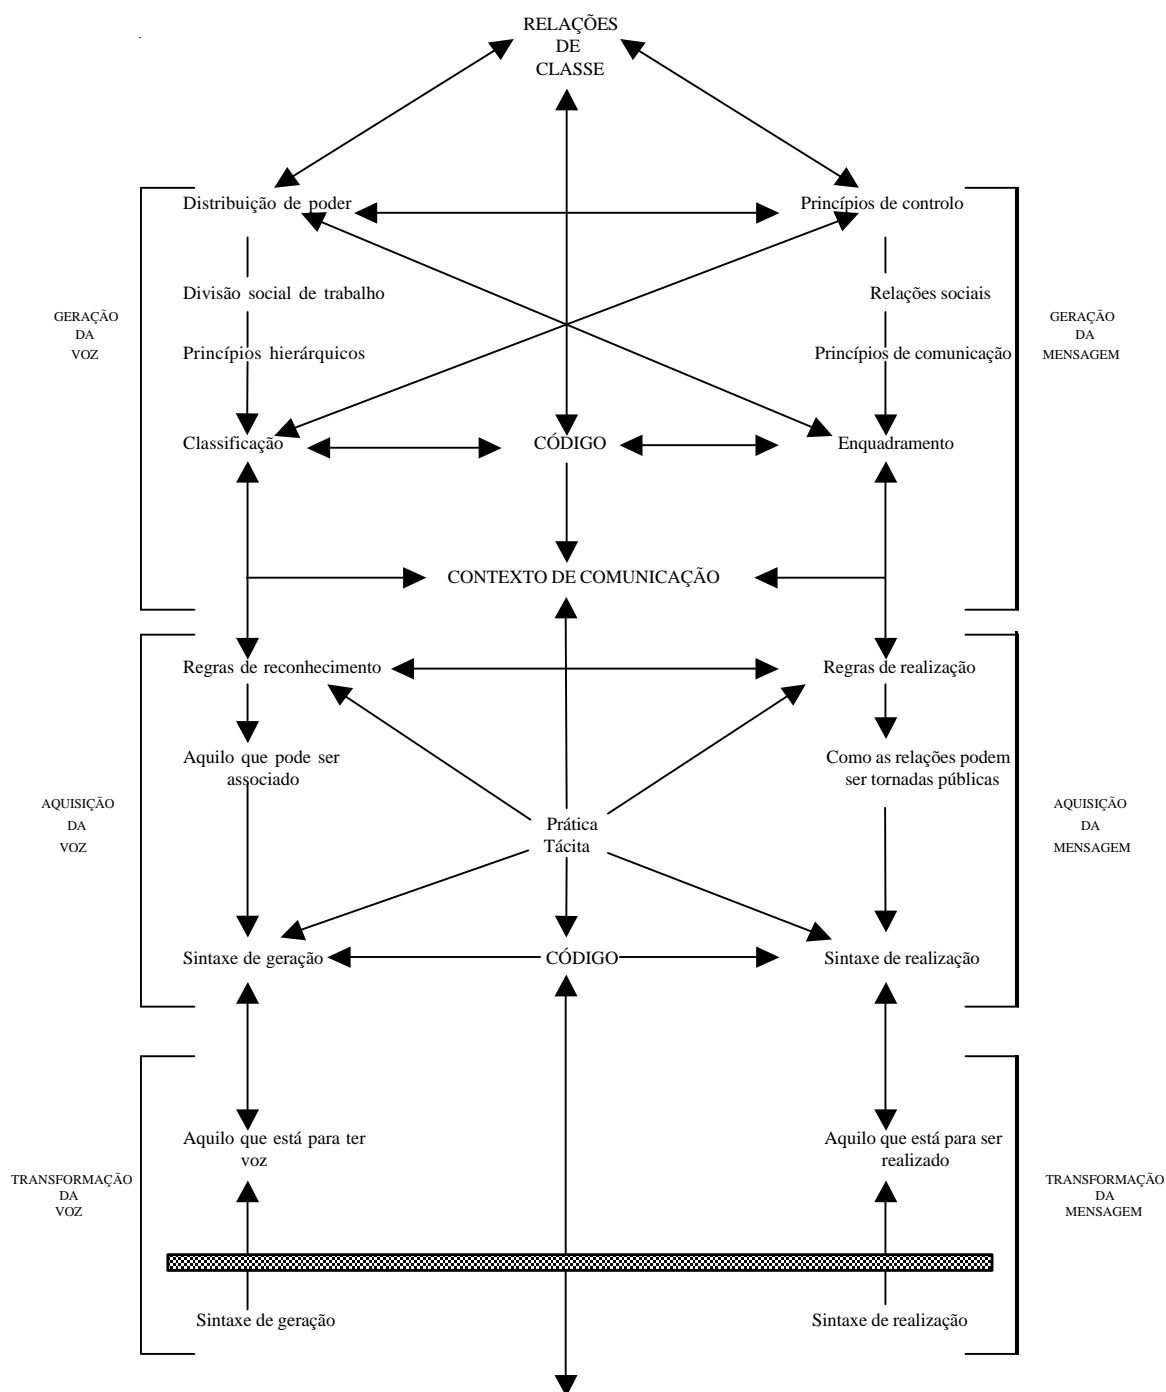 RELAÇÕES
DE
CLASSE
Distribuição de poder
Princípios de controlo
Divisão social de trabalho
Relações sociais
GERAÇÃO
DA
VOZ
GERAÇÃO
DA
MENSAGEM
Princípios hierárquicos
Princípios de comunicação
Classificação
CÓDIGO
Enquadramento
CONTEXTO DE COMUNICAÇÃO
Regras de reconhecimento
Regras de realização
Aquilo que pode ser
associado
Como as relações podem
ser tornadas públicas
AQUISIÇÃO
DA
VOZ
AQUISIÇÃO
DA
MENSAGEM
Prática
Tácita
Sintaxe de geração
CÓDIGO
Sintaxe de realização
Aquilo que está para ter
voz
Aquilo que está para ser
realizado
TRANSFORMAÇÃO
DA
VOZ
TRANSFORMAÇÃO
DA
MENSAGEM
Sintaxe de geração
Sintaxe de realização